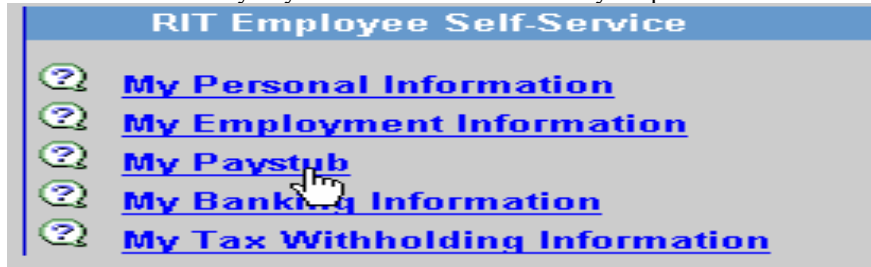 RIT Employee Self-Service
My Personal Information
My Employment Information
My Paystub
My Banking Information
My Tax Withholding Information